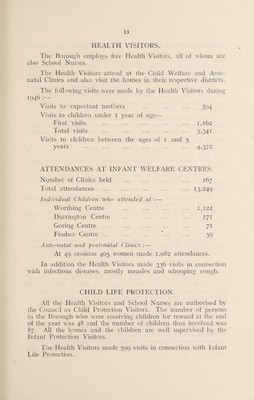 13
HEALTH VISITORS.
The Borough employs five Health Visitors, all of whom are
also School Nurses.
The Health Visitors attend at the Child Welfare and Ante-
natal Clinics and also visit the homes in their respective districts.
The following visits were made by the Health Visitors during
1946 :—
Visits to expectant mothers ... ... ... ... 594
Visits to children under 1 year of age—
First visits ... ... ... ... ... ... 1,162
Total visits ... ... ... ... ... ... 3,341
Visits to children between the ages of 1 and 5
years ... ... ... ... ... ... ... 4,372
ATTENDANCES AT INFANT WELFARE CENTRES.
Number of Clinics held ... ... ... ... 267
Total attendances ... ... ... ... ... 13,249
Individual Children who attended at :—
Worthing Centre ... ... ... ... 1,122
Durrington Centre ... ... ... ... 171
Goring Centre ... ... ... ... ... 71
Findon Centre ... ... ... ... ... 59
Ante-natal and post-natal Clinics :—
At 49 sessions 405 women made 1,082 attendances.
In addition the Health Visitors made 336 visits in connection
with infectious diseases, mostly measles and whooping cough.
CHILD LIFE PROTECTION.
All the Health Visitors and School Nurses are authorised by
the Council as Child Protection Visitors. The number of persons
in the Borough who were receiving children for reward at the end
of the year was 48 and the number of children thus involved was
87. All the homes and the children are well supervised by the
Infant Protection Visitors.
The Health Visitors made 599 visits in connection with Infant
Life Protection.